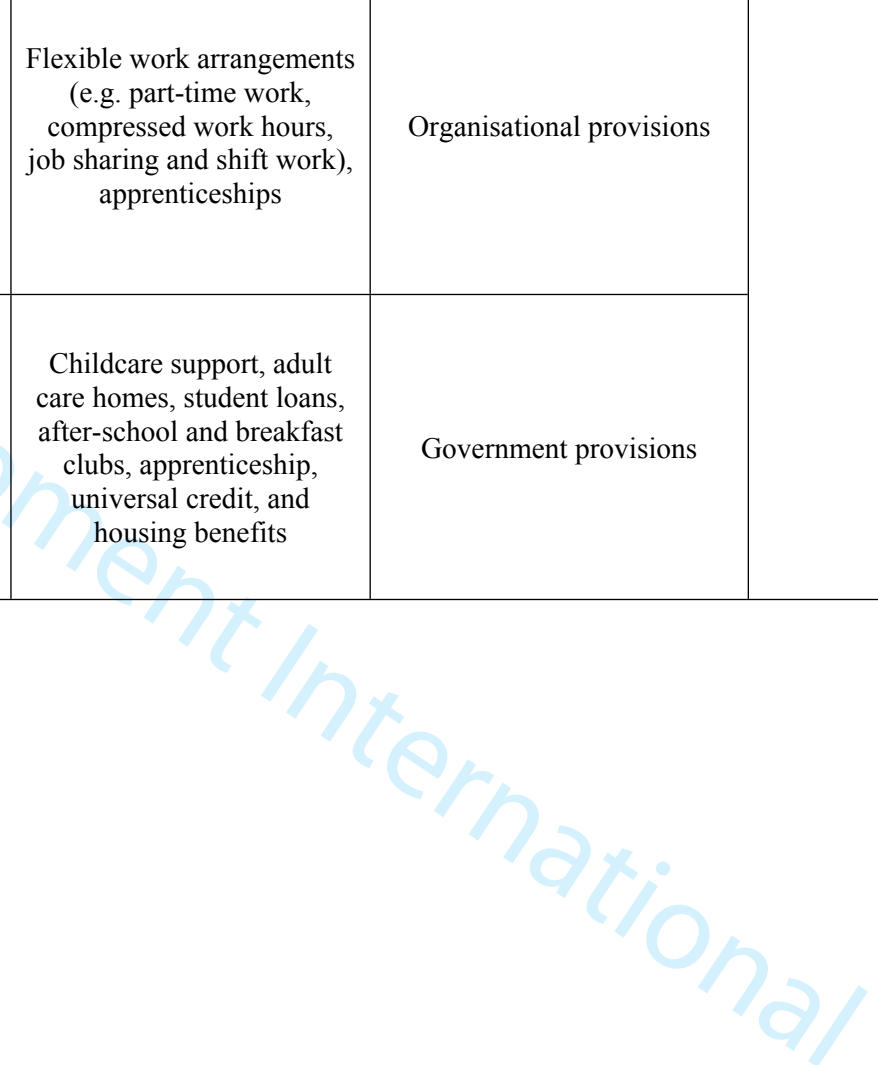 Flexible work arrangements
(e.g. part-time work,
compressed work hours,
job sharing and shift work),
apprenticeships
Organisational provisions
Childcare support, adult
care homes, student loans,
after-school and breakfast
clubs, apprenticeship,
universal credit, and
housing benefits
Government provisions
International